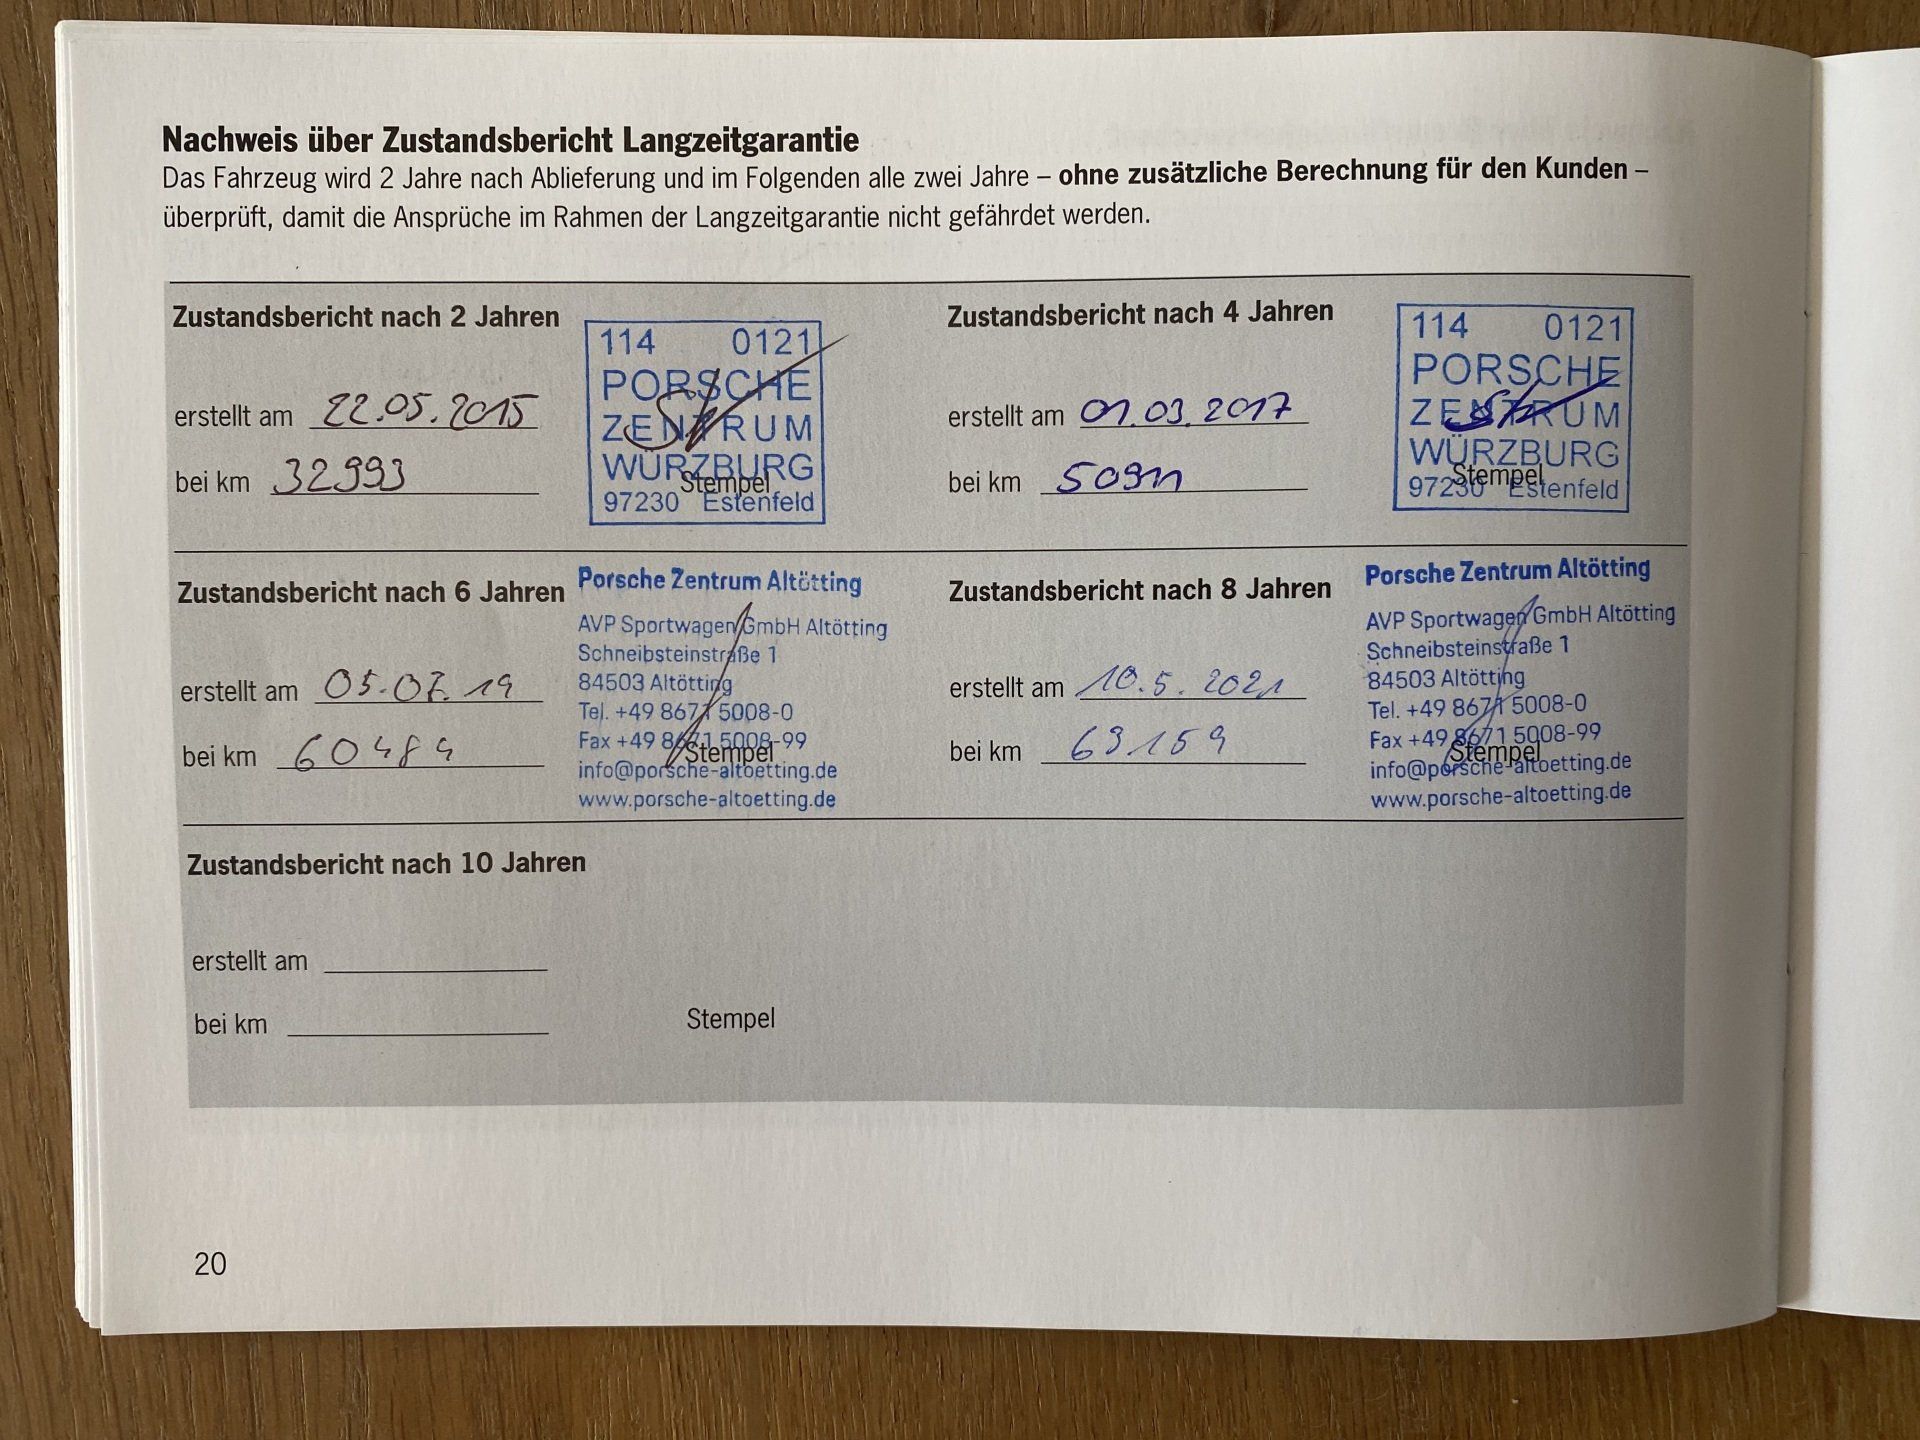 Nachweis über Zustandsbericht Langzeitgarantie
Das Fahrzeug wird 2 Jahre nach Ablieferung und im Folgenden alle zwei Jahre – ohne zusätzliche Berechnung für den Kunden –
überprüft, damit die Ansprüche im Rahmen der Langzeitgarantie nicht gefährdet werden.
Zustandsbericht nach 2 Jahren
erstellt am 22.05.2015
bei km 32993
Stempel
114 0121
PORSCHE
ZENTRUM
WÜRZBURG
97230 Estenfeld
Zustandsbericht nach 4 Jahren
erstellt am 01.03.2017
bei km 50911
Stempel
114 0121
PORSCHE
ZENTRUM
WÜRZBURG
97230 Estenfeld
Zustandsbericht nach 6 Jahren
erstellt am 05.07.19
bei km 60484
Stempel
Porsche Zentrum Altötting
AVP Sportwagen GmbH Altötting
Schneibsteinstraße 1
84503 Altötting
Tel. +49 8671 5008-0
Fax +49 8671 5008-99
info@porsche-altoetting.de
www.porsche-altoetting.de
Zustandsbericht nach 8 Jahren
erstellt am 10.5.2021
bei km 63159
Stempel
Porsche Zentrum Altötting
AVP Sportwagen GmbH Altötting
Schneibsteinstraße 1
84503 Altötting
Tel. +49 8671 5008-0
Fax +49 8671 5008-99
info@porsche-altoetting.de
www.porsche-altoetting.de
Zustandsbericht nach 10 Jahren
erstellt am
bei km
Stempel
20